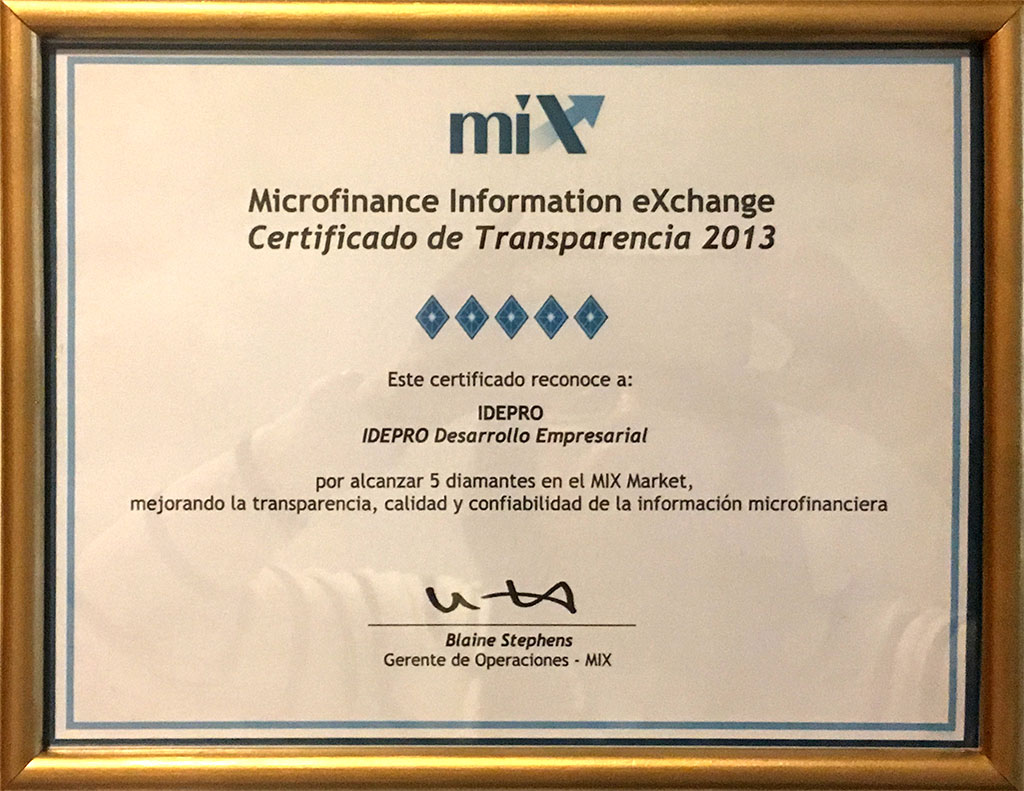 mix
Microfinance Information eXchange
Certificado de Transparencia 2013
Este certificado reconoce a:
IDEPRO
IDEPRO Desarrollo Empresarial
por alcanzar 5 diamantes en el MIX Market,
mejorando la transparencia, calidad y confiabilidad de la información microfinanciera
Blaine Stephens
Gerente de Operaciones - MIX